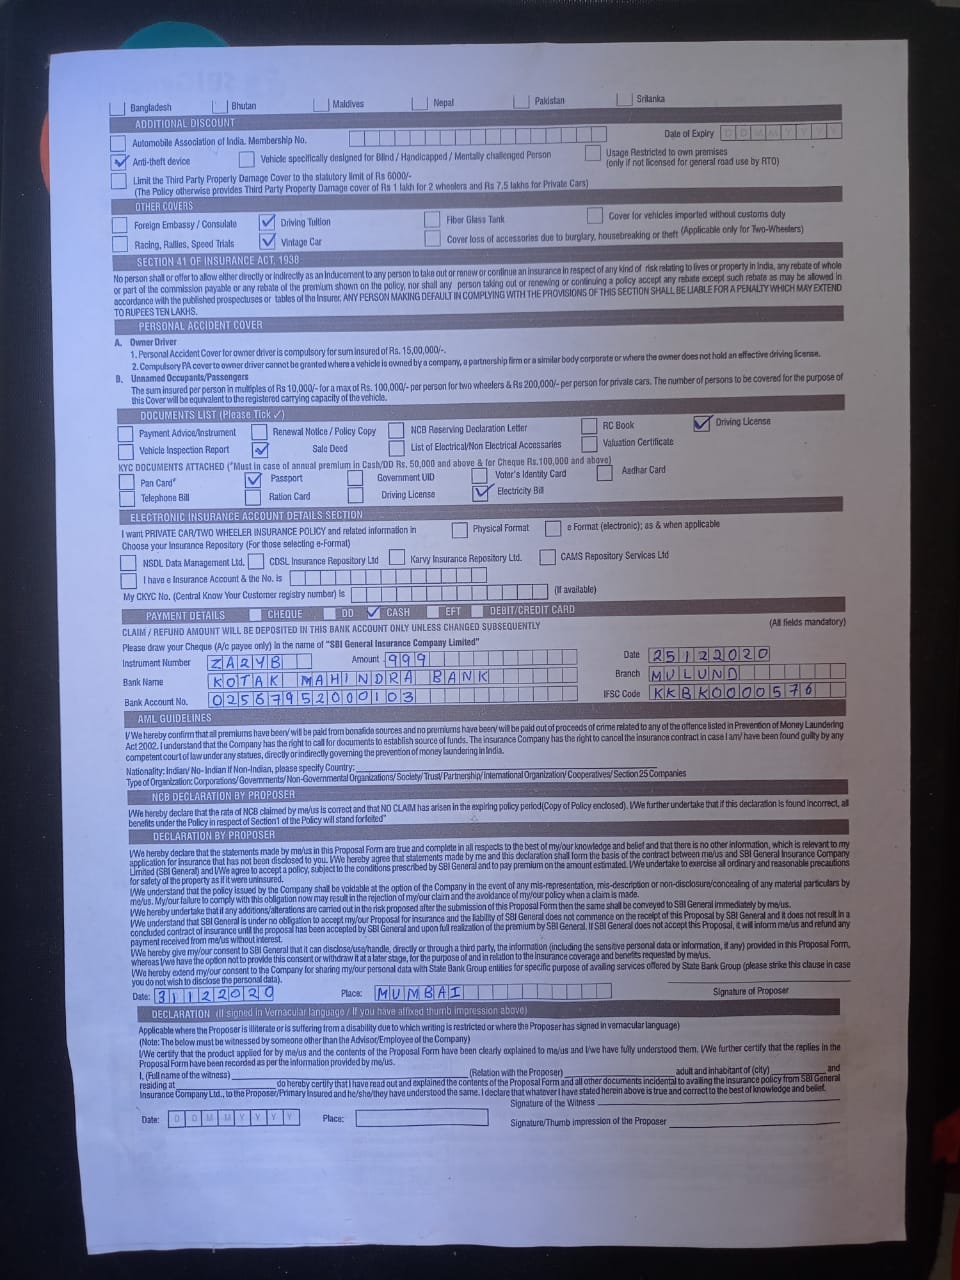 Bangladesh Bhutan Maldives Nepal Pakistan Srilanka
ADDITIONAL DISCOUNT
Automobile Association of India. Membership No. Date of Expiry D D M M Y Y Y Y
Anti-theft device Vehicle specifically designed for Blind / Handicapped / Mentally challenged Person Usage Restricted to own premises
(only if not licensed for general road use by RTO)
Limit the Third Party Property Damage Cover to the statutory limit of Rs 6000/-
(The Policy otherwise provides Third Party Property Damage cover of Rs 1 lakh for 2 wheelers and Rs 7.5 lakhs for Private Cars)
OTHER COVERS
Foreign Embassy / Consulate Driving Tuition Fiber Glass Tank Cover for vehicles imported without customs duty
Racing, Rallies, Speed Trials Vintage Car Cover loss of accessories due to burglary, housebreaking or theft (Applicable only for Two-Wheelers)
SECTION 41 OF INSURANCE ACT, 1938
No person shall or offer to allow either directly or indirectly as an inducement to any person to take out or renew or continue an insurance in respect of any kind of risk relating to lives or property in India, any rebate of whole
or part of the commission payable or any rebate of the premium shown on the policy, nor shall any person taking out or renewing or continuing a policy accept any rebate except such rebate as may be allowed in
accordance with the published prospectuses or tables of the Insurer. ANY PERSON MAKING DEFAULT IN COMPLYING WITH THE PROVISIONS OF THIS SECTION SHALL BE LIABLE FOR A PENALTY WHICH MAY EXTEND
TO RUPEES TEN LAKHS.
PERSONAL ACCIDENT COVER
A. Owner Driver
1. Personal Accident Cover for owner driver is compulsory for sum insured of Rs. 15,00,000/-.
2. Compulsory PA cover to owner driver cannot be granted where a vehicle is owned by a company, a partnership firm or a similar body corporate or where the owner does not hold an effective driving license.
B. Unnamed Occupants/Passengers
The sum insured per person in multiples of Rs 10,000/- for a max of Rs. 100,000/- per person for two wheelers & Rs 200,000/- per person for private cars. The number of persons to be covered for the purpose of
this Cover will be equivalent to the registered carrying capacity of the vehicle.
DOCUMENTS LIST (Please Tick ✓)
Payment Advice/Instrument Renewal Notice / Policy Copy NCB Reserving Declaration Letter RC Book Driving License
Vehicle Inspection Report Sale Deed List of Electrical/Non Electrical Accessaries Valuation Certificate
KYC DOCUMENTS ATTACHED (*Must in case of annual premium in Cash/DD Rs. 50,000 and above & for Cheque Rs.100,000 and above)
Pan Card* Passport Government UID Voter's Identity Card Aadhar Card
Telephone Bill Ration Card Driving License Electricity Bill
ELECTRONIC INSURANCE ACCOUNT DETAILS SECTION
I want PRIVATE CAR/TWO WHEELER INSURANCE POLICY and related information in Physical Format e Format (electronic); as & when applicable
Choose your Insurance Repository (For those selecting e-Format)
NSDL Data Management Ltd. CDSL Insurance Repository Ltd Karvy Insurance Repository Ltd. CAMS Repository Services Ltd
I have e Insurance Account & the No. is
My CKYC No. (Central Know Your Customer registry number) is (If available)
PAYMENT DETAILS CHEQUE DD CASH EFT DEBIT/CREDIT CARD
CLAIM / REFUND AMOUNT WILL BE DEPOSITED IN THIS BANK ACCOUNT ONLY UNLESS CHANGED SUBSEQUENTLY (All fields mandatory)
Please draw your Cheque (A/c payee only) in the name of "SBI General Insurance Company Limited"
Instrument Number ZARYB Amount 999 Date 25122020
Bank Name KOTAK MAHINDRA BANK Branch MULUND
Bank Account No. 02567952000103 IFSC Code KKBK0000576
AML GUIDELINES
I/We hereby confirm that all premiums have been/will be paid from bonafide sources and no premiums have been/will be paid out of proceeds of crime related to any of the offence listed in Prevention of Money Laundering
Act 2002. I understand that the Company has the right to call for documents to establish source of funds. The insurance Company has the right to cancel the insurance contract in case I am/ have been found guilty by any
competent court of law under any statues, directly or indirectly governing the prevention of money laundering in India.
Nationality: Indian/ No- Indian If Non-Indian, please specify Country:
Type of Organization: Corporations/ Governments/ Non-Governmental Organizations/ Society/ Trust/ Partnership/ International Organization/ Cooperatives/ Section 25 Companies
NCB DECLARATION BY PROPOSER
I/We hereby declare that the rate of NCB claimed by me/us is correct and that NO CLAIM has arisen in the expiring policy period(Copy of Policy enclosed). I/We further undertake that if this declaration is found incorrect, all
benefits under the Policy in respect of Section1 of the Policy will stand forfeited"
DECLARATION BY PROPOSER
I/We hereby declare that the statements made by me/us in this Proposal Form are true and complete in all respects to the best of my/our knowledge and belief and that there is no other information, which is relevant to my
application for insurance that has not been disclosed to you. I/We hereby agree that statements made by me and this declaration shall form the basis of the contract between me/us and SBI General Insurance Company
Limited (SBI General) and I/We agree to accept a policy, subject to the conditions prescribed by SBI General and to pay premium on the amount estimated. I/We undertake to exercise all ordinary and reasonable precautions
for safety of the property as if it were uninsured.
I/We understand that the policy issued by the Company shall be voidable at the option of the Company in the event of any mis-representation, mis-description or non-disclosure/concealing of any material particulars by
me/us. My/our failure to comply with this obligation now may result in the rejection of my/our claim and the avoidance of my/our policy when a claim is made.
I/We hereby undertake that if any additions/alterations are carried out in the risk proposed after the submission of this Proposal Form then the same shall be conveyed to SBI General immediately by me/us.
I/We understand that SBI General is under no obligation to accept my/our Proposal for insurance and the liability of SBI General does not commence on the receipt of this Proposal by SBI General and it does not result in a
concluded contract of insurance until the proposal has been accepted by SBI General and upon full realization of the premium by SBI General. If SBI General does not accept this Proposal, it will inform me/us and refund any
payment received from me/us without interest.
I/We hereby give my/our consent to SBI General that it can disclose/use/handle, directly or through a third party, the information (including the sensitive personal data or information, if any) provided in this Proposal Form,
whereas I/we have the option not to provide this consent or withdraw it at a later stage, for the purpose of and in relation to the insurance coverage and benefits requested by me/us.
I/We hereby extend my/our consent to the Company for sharing my/our personal data with State Bank Group entities for specific purpose of availing services offered by State Bank Group (please strike this clause in case
you do not wish to disclose the personal data).
Date: 31122020 Place: MUMBAI Signature of Proposer
DECLARATION (If signed in Vernacular language / If you have affixed thumb impression above)
Applicable where the Proposer is illiterate or is suffering from a disability due to which writing is restricted or where the Proposer has signed in vernacular language)
(Note: The below must be witnessed by someone other than the Advisor/Employee of the Company)
I/We certify that the product applied for by me/us and the contents of the Proposal Form have been clearly explained to me/us and I/we have fully understood them. I/We further certify that the replies in the
Proposal Form have been recorded as per the information provided by me/us.
I, (Full name of the witness) (Relation with the Proposer) adult and inhabitant of (city) and
residing at do hereby certify that I have read out and explained the contents of the Proposal Form and all other documents incidental to availing the insurance policy from SBI General
Insurance Company Ltd., to the Proposer/Primary Insured and he/she/they have understood the same. I declare that whatever I have stated herein above is true and correct to the best of knowledge and belief.
Signature of the Witness
Date: D D M M Y Y Y Y Place: Signature/Thumb impression of the Proposer